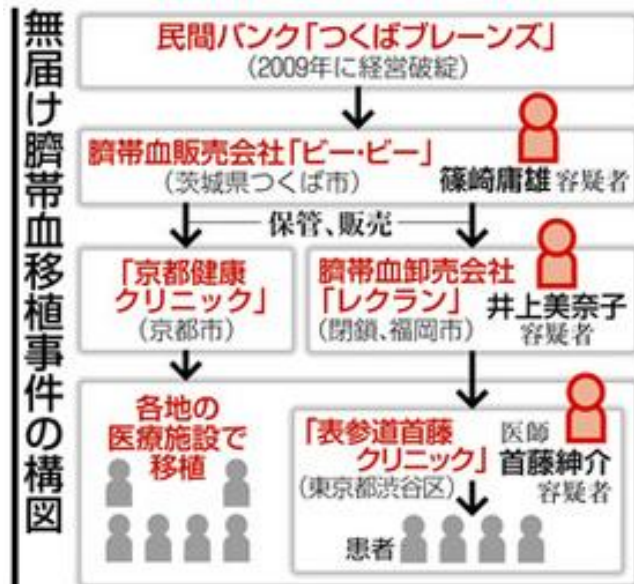 無届け臍帯血移植事件の構図
民間バンク「つくばブレーンズ」
(2009年に経営破綻)
臍帯血販売会社「ビー・ビー」
(茨城県つくば市)
篠崎庸雄 容疑者
保管、販売
「京都健康
クリニック」
(京都市)
臍帯血卸売会社
「レクラン」
(閉鎖、福岡市)
井上美奈子
容疑者
各地の
医療施設で
移植
「表参道首藤
クリニック」
(東京都渋谷区)
医師
首藤紳介
容疑者
患者